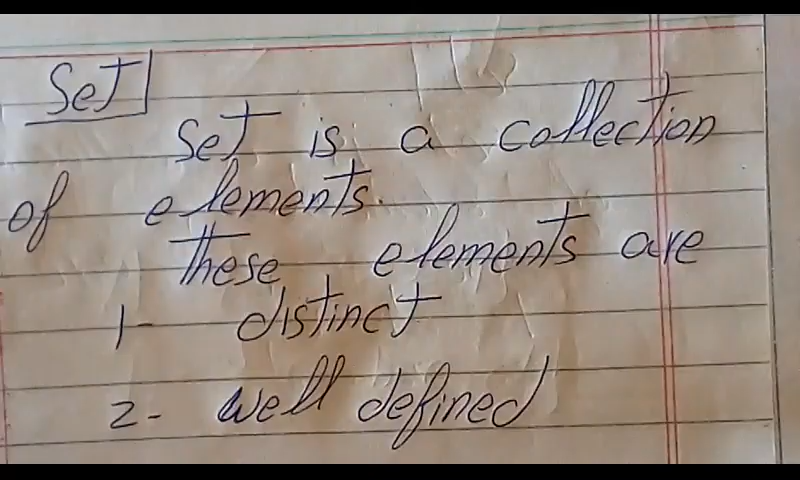 Set
Set is a collection
of elements.
These elements are
1- distinct
2- well defined